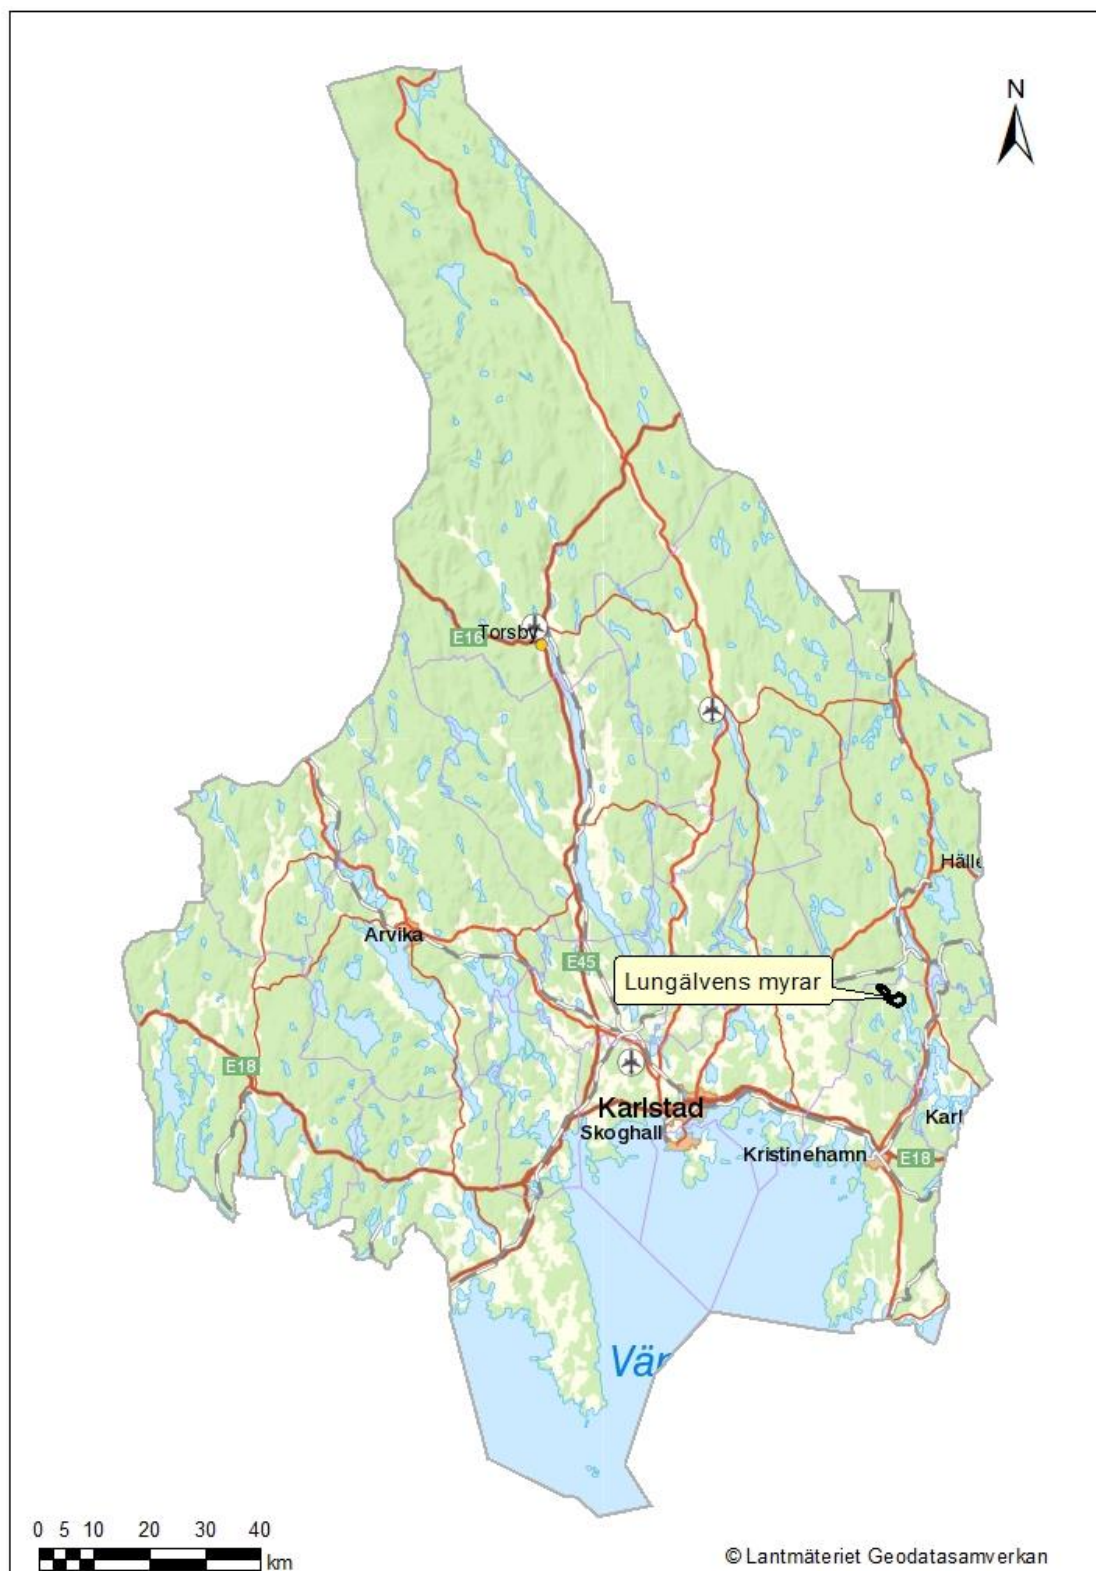 N
E16
Torsby
Hälle
Arvika
E45
Lungälvens myrar
E18
Karlstad
Skoghall
Karl
Kristinehamn
E18
Vär
0 5 10 20 30 40
km
© Lantmäteriet Geodatasamverkan